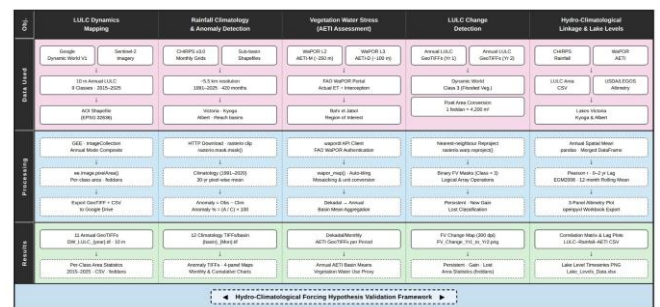 Obj.
LULC Dynamics
Mapping
Rainfall Climatology
& Anomaly Detection
Vegetation Water Stress
(AETI Assessment)
LULC Change
Detection
Hydro-Climatological
Linkage & Lake Levels
Data Used
Google
Dynamic World V1
Sentinel-2
Imagery
10 m Annual LULC
9 Classes · 2015–2025
AOI Shapefile
(EPSG:32636)
CHIRPS v3.0
Monthly Grids
Sub-basin
Shapefiles
~5.5 km resolution
1991–2025 · 420 months
Victoria · Kyoga
Albert · Reach basins
WaPOR L2
AETI-M (~250 m)
WaPOR L3
AETI-D (~100 m)
FAO WaPOR Portal
Actual ET + Interception
Bahr el Jabal
Region of Interest
Annual LULC
GeoTIFFs (Yr 1)
Annual LULC
GeoTIFFs (Yr 2)
Dynamic World
Class 3 (Flooded Veg.)
Pixel Area Conversion
1 feddan = 4,200 m²
CHIRPS
Rainfall
WaPOR
AETI
LULC Area
CSV
USDA/LEGOS
Altimetry
Lakes Victoria
Kyoga & Albert
Processing
GEE · ImageCollection
Annual Mode Composite
ee.Image.pixelArea()
Per-class area · feddans
Export GeoTIFF + CSV
to Google Drive
HTTP Download · rasterio clip
rasterio.mask.mask()
Climatology (1991–2020)
30 yr pixel-wise mean
Anomaly = Obs − Clim
Anomaly % = (A / C) × 100
wapordl API Client
FAO WaPOR Authentication
wapor_map() · Auto-tiling
Mosaicking & unit conversion
Dekadal → Annual
Basin Mean Aggregation
Nearest-neighbour Reproject
rasterio.warp.reproject()
Binary FV Masks (Class = 3)
Logical Array Operations
Persistent · New Gain
Lost Classification
Annual Spatial Mean
pandas · Merged DataFrame
Pearson r · 0–2 yr Lag
EGM2008 · 12-month Rolling Mean
3-Panel Altimetry Plot
openpyxl Workbook Export
Results
11 Annual GeoTIFFs
DW_LULC_{year}.tif · 10 m
Per-Class Area Statistics
2015–2025 · CSV · feddans
12 Climatology TIFFs/basin
{basin}_{Mon}.tif
Anomaly TIFFs · 4-panel Maps
Monthly & Cumulative Charts
Dekadal/Monthly
AETI GeoTIFFs per Period
Annual AETI Basin Means
Vegetation Water Use Proxy
FV Change Map (300 dpi)
FV_Change_Yr1_to_Yr2.png
Persistent · Gain · Lost
Area Statistics (feddans)
Correlation Matrix & Lag Plots
LULC–Rainfall–AETI CSV
Lake Level Timeseries PNG
Lake_Levels_Data.xlsx
◄ Hydro-Climatological Forcing Hypothesis Validation Framework ►